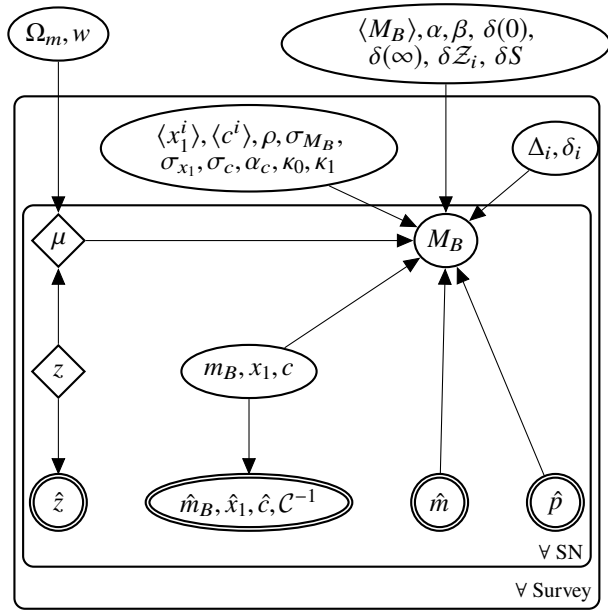 Ω_m, w
⟨M_B⟩, α, β, δ(0),
δ(∞), δ𝒵_i, δS
⟨x_1^i⟩, ⟨c^i⟩, ρ, σ_{M_B},
σ_{x_1}, σ_c, α_c, κ_0, κ_1
Δ_i, δ_i
μ
M_B
z
m_B, x_1, c
ẑ
m̂_B, x̂_1, ĉ, 𝒞^{-1}
m̂
p̂
∀ SN
∀ Survey